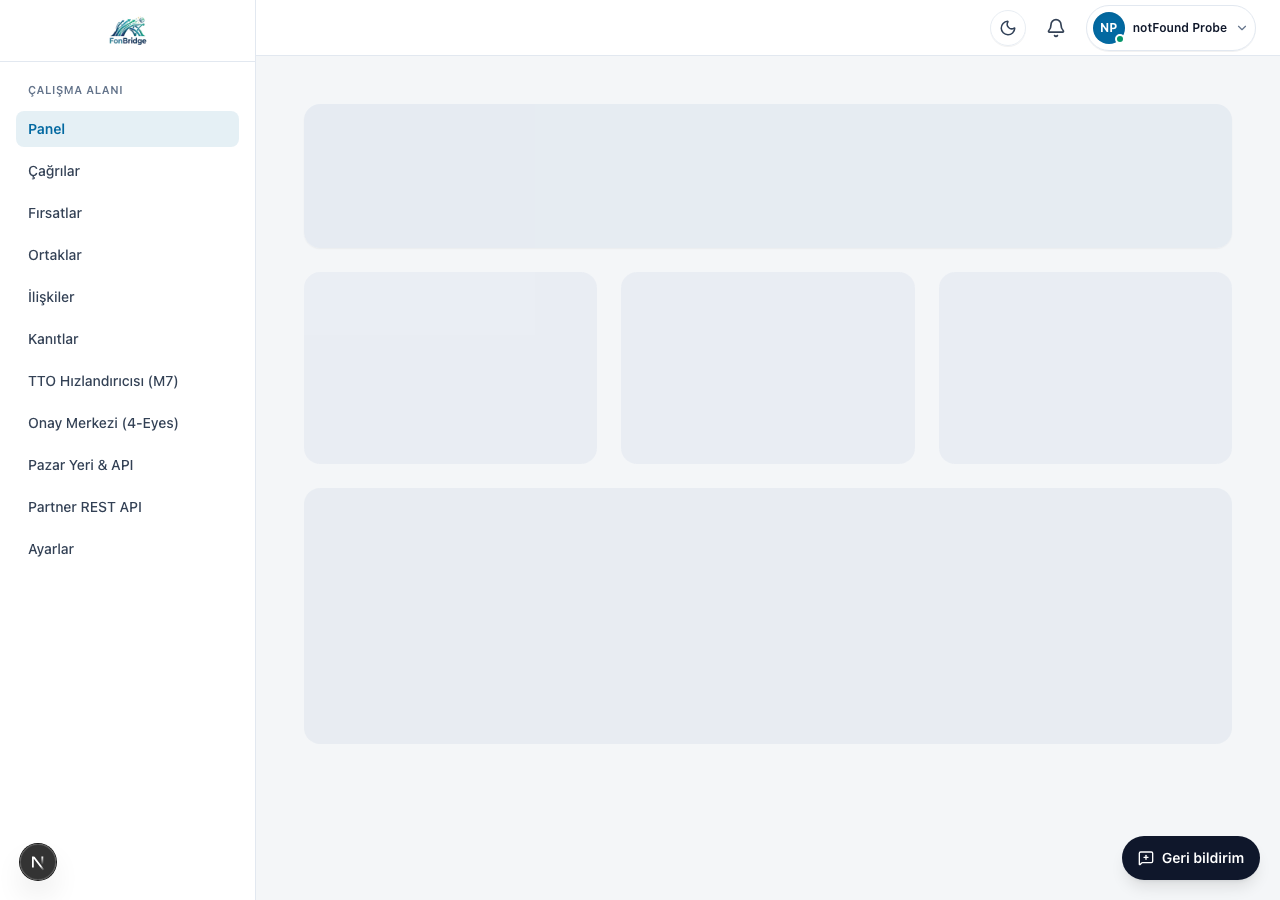 FonBridge
NP
notFound Probe
ÇALIŞMA ALANI
Panel
Çağrılar
Fırsatlar
Ortaklar
İlişkiler
Kanıtlar
TTO Hızlandırıcısı (M7)
Onay Merkezi (4-Eyes)
Pazar Yeri & API
Partner REST API
Ayarlar
N
Geri bildirim